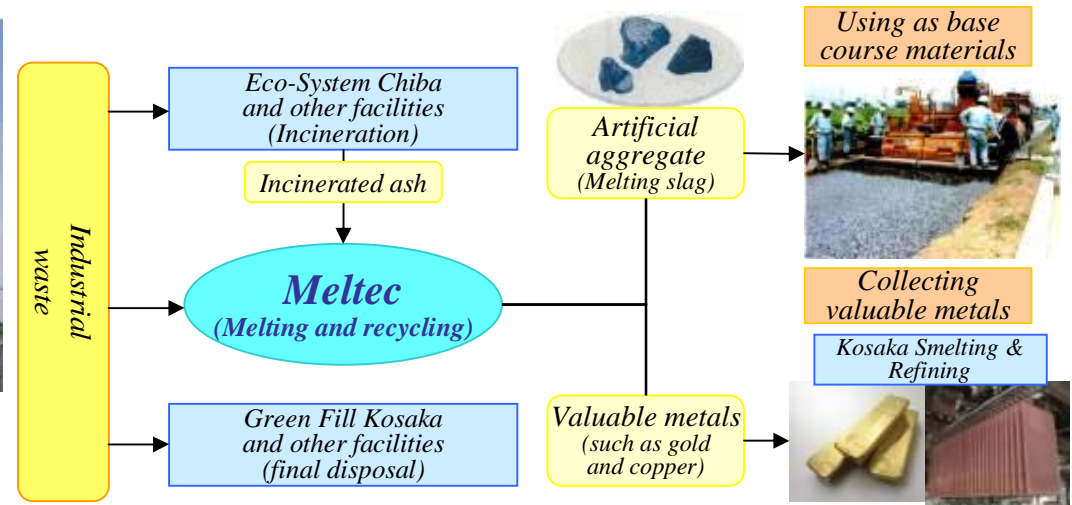 Industrial
waste
Eco-System Chiba
and other facilities
(Incineration)
Incinerated ash
Meltec
(Melting and recycling)
Green Fill Kosaka
and other facilities
(final disposal)
Artificial
aggregate
(Melting slag)
Valuable metals
(such as gold
and copper)
Using as base
course materials
Collecting
valuable metals
Kosaka Smelting &
Refining